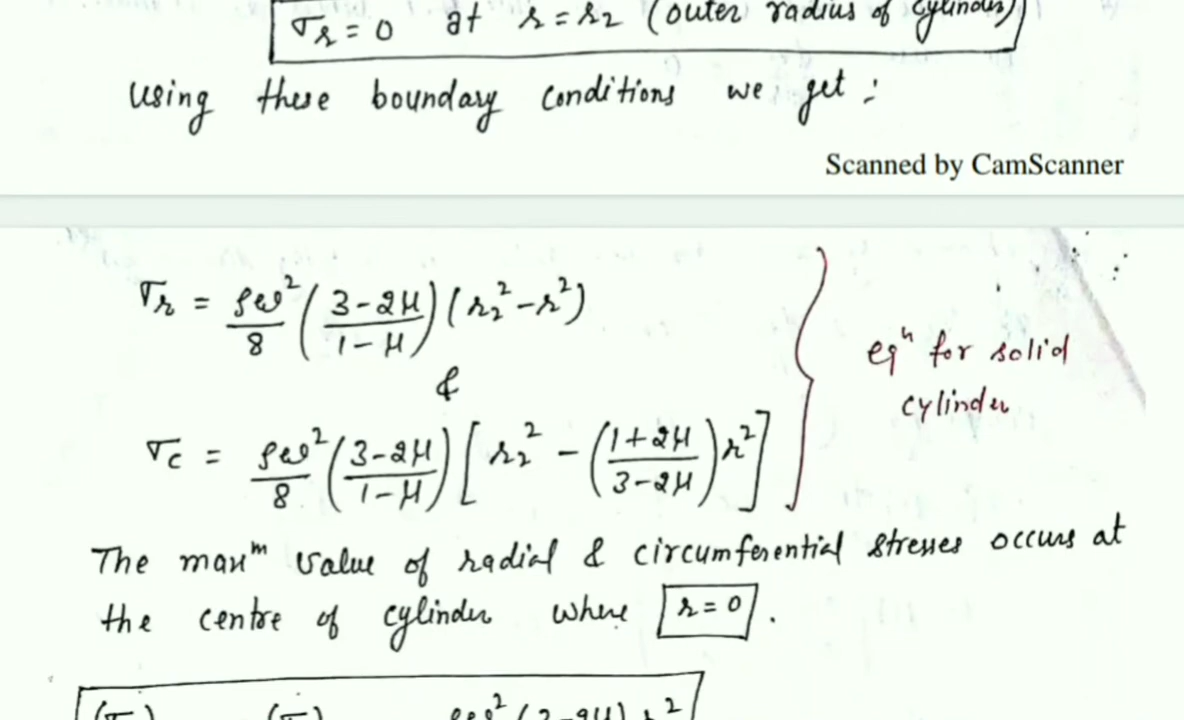 σr = 0 at r = r2 (outer radius of cylinder)
using these boundary conditions we get :
Scanned by CamScanner
σr = ρω²/8 (3-2μ / 1-μ) (r2² - r²)
&
σc = ρω²/8 (3-2μ / 1-μ) [ r2² - (1+2μ / 3-2μ) r² ]
eqⁿ for solid
cylinder
The maxᵐ value of radial & circumferential stresses occurs at
the centre of cylinder where r = 0 .